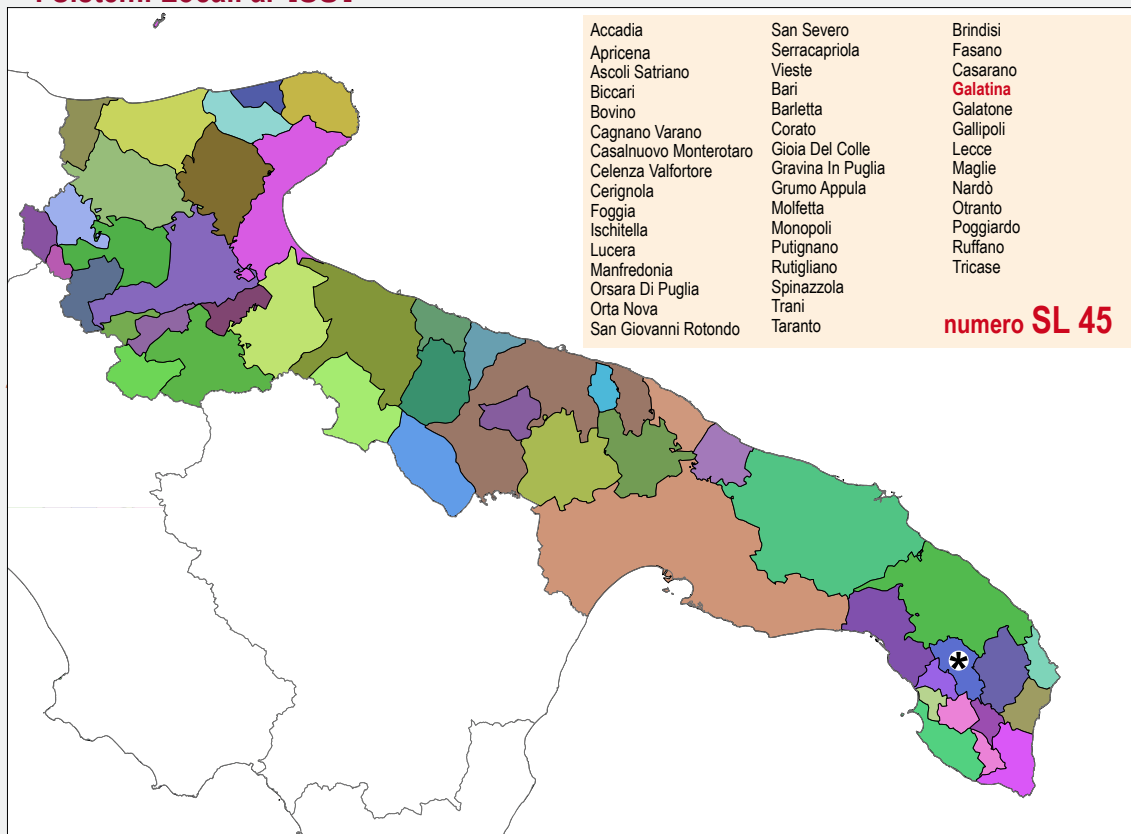 I Sistemi Locali al
Accadia
Apricena
Ascoli Satriano
Biccari
Bovino
Cagnano Varano
Casalnuovo Monterotaro
Celenza Valfortore
Cerignola
Foggia
Ischitella
Lucera
Manfredonia
Orsara Di Puglia
Orta Nova
San Giovanni Rotondo
San Severo
Serracapriola
Vieste
Bari
Barletta
Corato
Gioia Del Colle
Gravina In Puglia
Grumo Appula
Molfetta
Monopoli
Putignano
Rutigliano
Spinazzola
Trani
Taranto
Brindisi
Fasano
Casarano
Galatina
Galatone
Gallipoli
Lecce
Maglie
Nardò
Otranto
Poggiardo
Ruffano
Tricase
numero SL 45